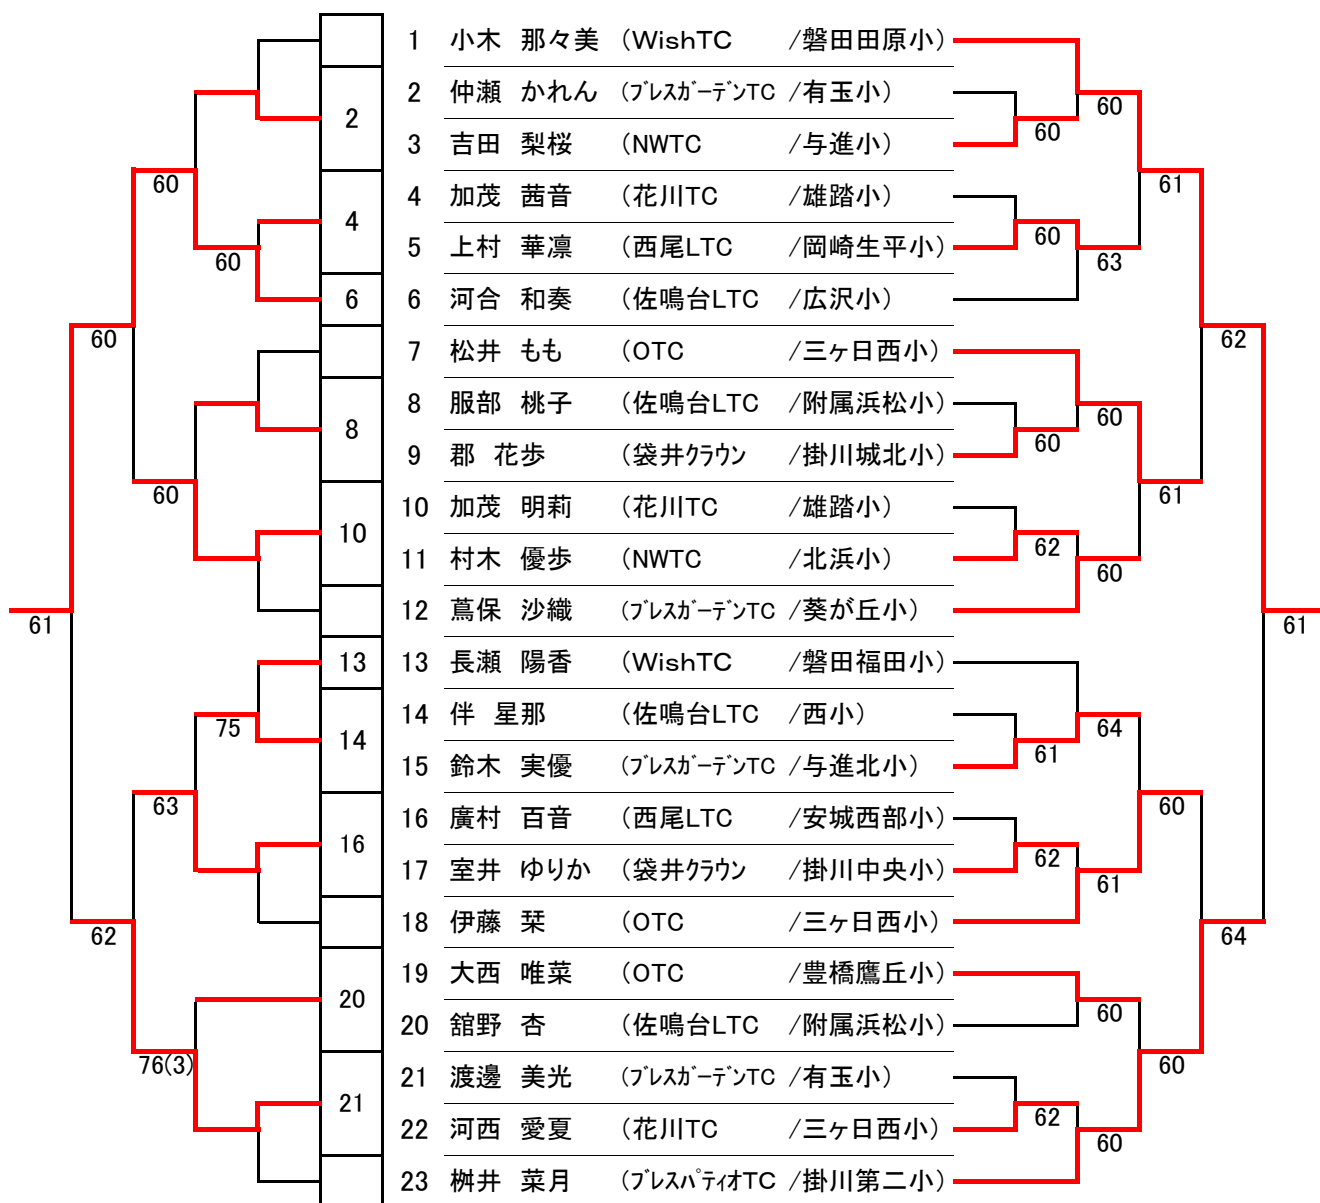 1 小木 那々美 (WishTC /磐田田原小)
2 仲瀬 かれん (ブレスガーデンTC /有玉小) 60
2 60
3 吉田 梨桜 (NWTC /与進小)
60 61
4 加茂 茜音 (花川TC /雄踏小)
4 60
5 上村 華凛 (西尾LTC /岡崎生平小)
60 63
6 6 河合 和奏 (佐鳴台LTC /広沢小)
60 62
7 松井 もも (OTC /三ヶ日西小)
8 服部 桃子 (佐鳴台LTC /附属浜松小) 60
8 60
9 郡 花歩 (袋井クラウン /掛川城北小)
60 61
10 加茂 明莉 (花川TC /雄踏小)
10 62
11 村木 優歩 (NWTC /北浜小) 60
12 蔦保 沙織 (ブレスガーデンTC /葵が丘小)
61 61
13 13 長瀬 陽香 (WishTC /磐田福田小)
14 伴 星那 (佐鳴台LTC /西小)
75 64
14 61
15 鈴木 実優 (ブレスガーデンTC /与進北小)
63 60
16 廣村 百音 (西尾LTC /安城西部小)
16 62
17 室井 ゆりか (袋井クラウン /掛川中央小) 61
18 伊藤 栞 (OTC /三ヶ日西小)
62 64
19 大西 唯菜 (OTC /豊橋鷹丘小)
20 60
20 舘野 杏 (佐鳴台LTC /附属浜松小)
76(3) 60
21 渡邊 美光 (ブレスガーデンTC /有玉小)
21 62
22 河西 愛夏 (花川TC /三ヶ日西小) 60
23 桝井 菜月 (ブレスパティオTC /掛川第二小)